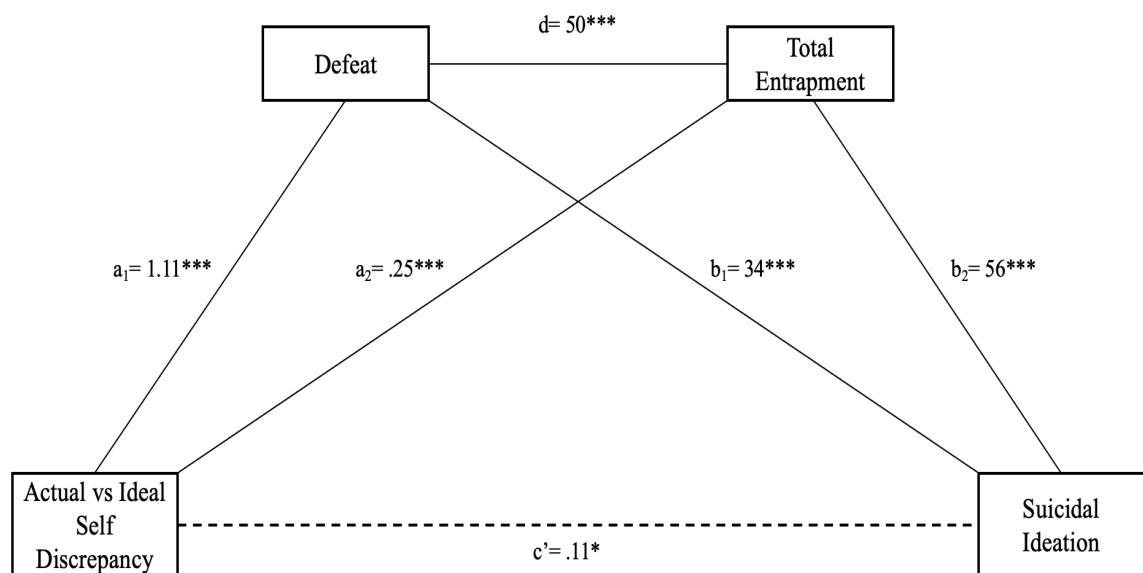 d= 50***
Defeat
Total
Entrapment
a₁= 1.11***
a₂= .25***
b₁= 34***
b₂= 56***
Actual vs Ideal
Self
Discrepancy
Suicidal
Ideation
c’= .11*